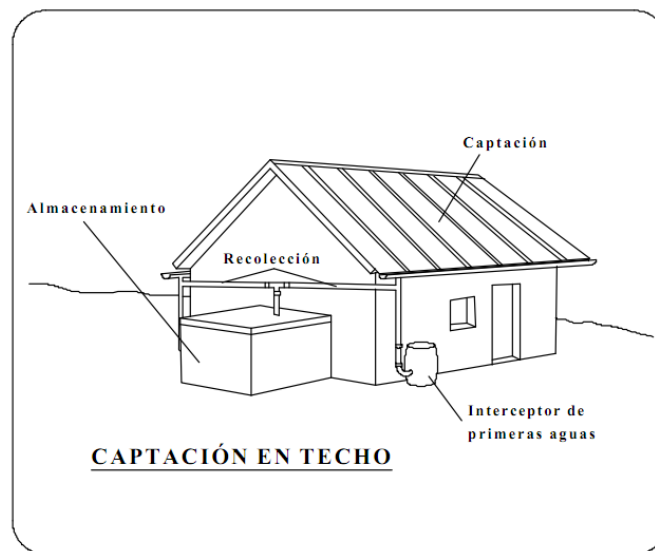 Captación
Almacenamiento
Recolección
Interceptor de
primeras aguas
CAPTACIÓN EN TECHO